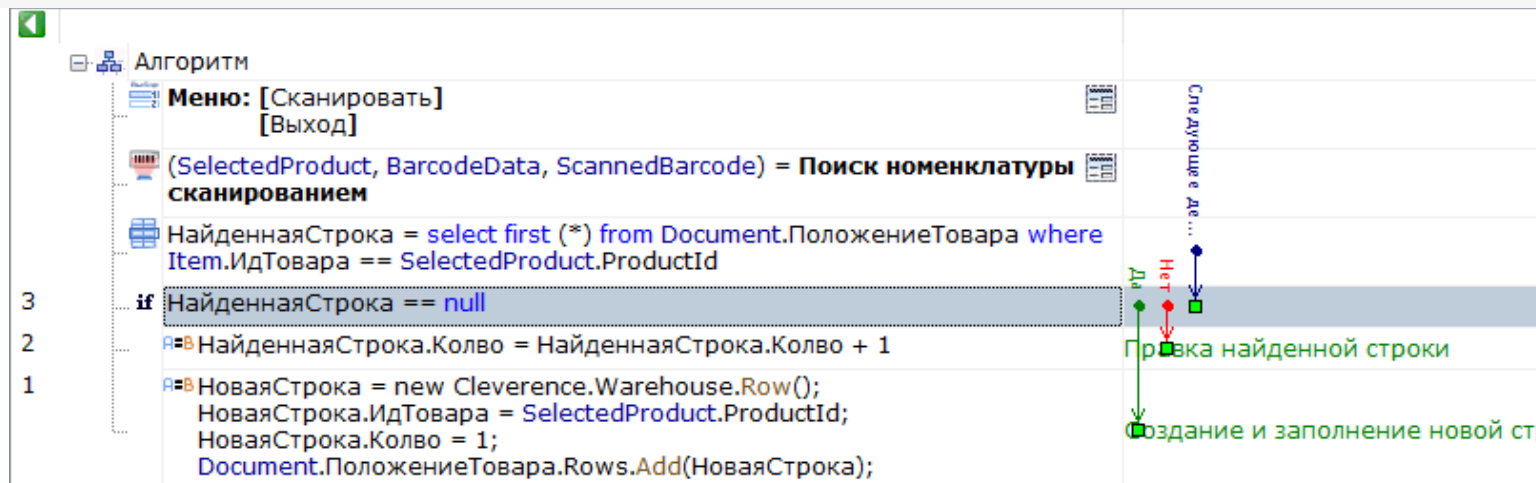 Алгоритм
Меню: [Сканировать]
[Выход]
Следующее де...
(SelectedProduct, BarcodeData, ScannedBarcode) = Поиск номенклатуры
сканированием
НайденнаяСтрока = select first (*) from Document.ПоложениеТовара where
Item.ИдТовара == SelectedProduct.ProductId
Да
Нет
3 if НайденнаяСтрока == null
2 A=B НайденнаяСтрока.Колво = НайденнаяСтрока.Колво + 1 Правка найденной строки
1 A=B НоваяСтрока = new Cleverence.Warehouse.Row();
НоваяСтрока.ИдТовара = SelectedProduct.ProductId;
НоваяСтрока.Колво = 1; Создание и заполнение новой ст
Document.ПоложениеТовара.Rows.Add(НоваяСтрока);